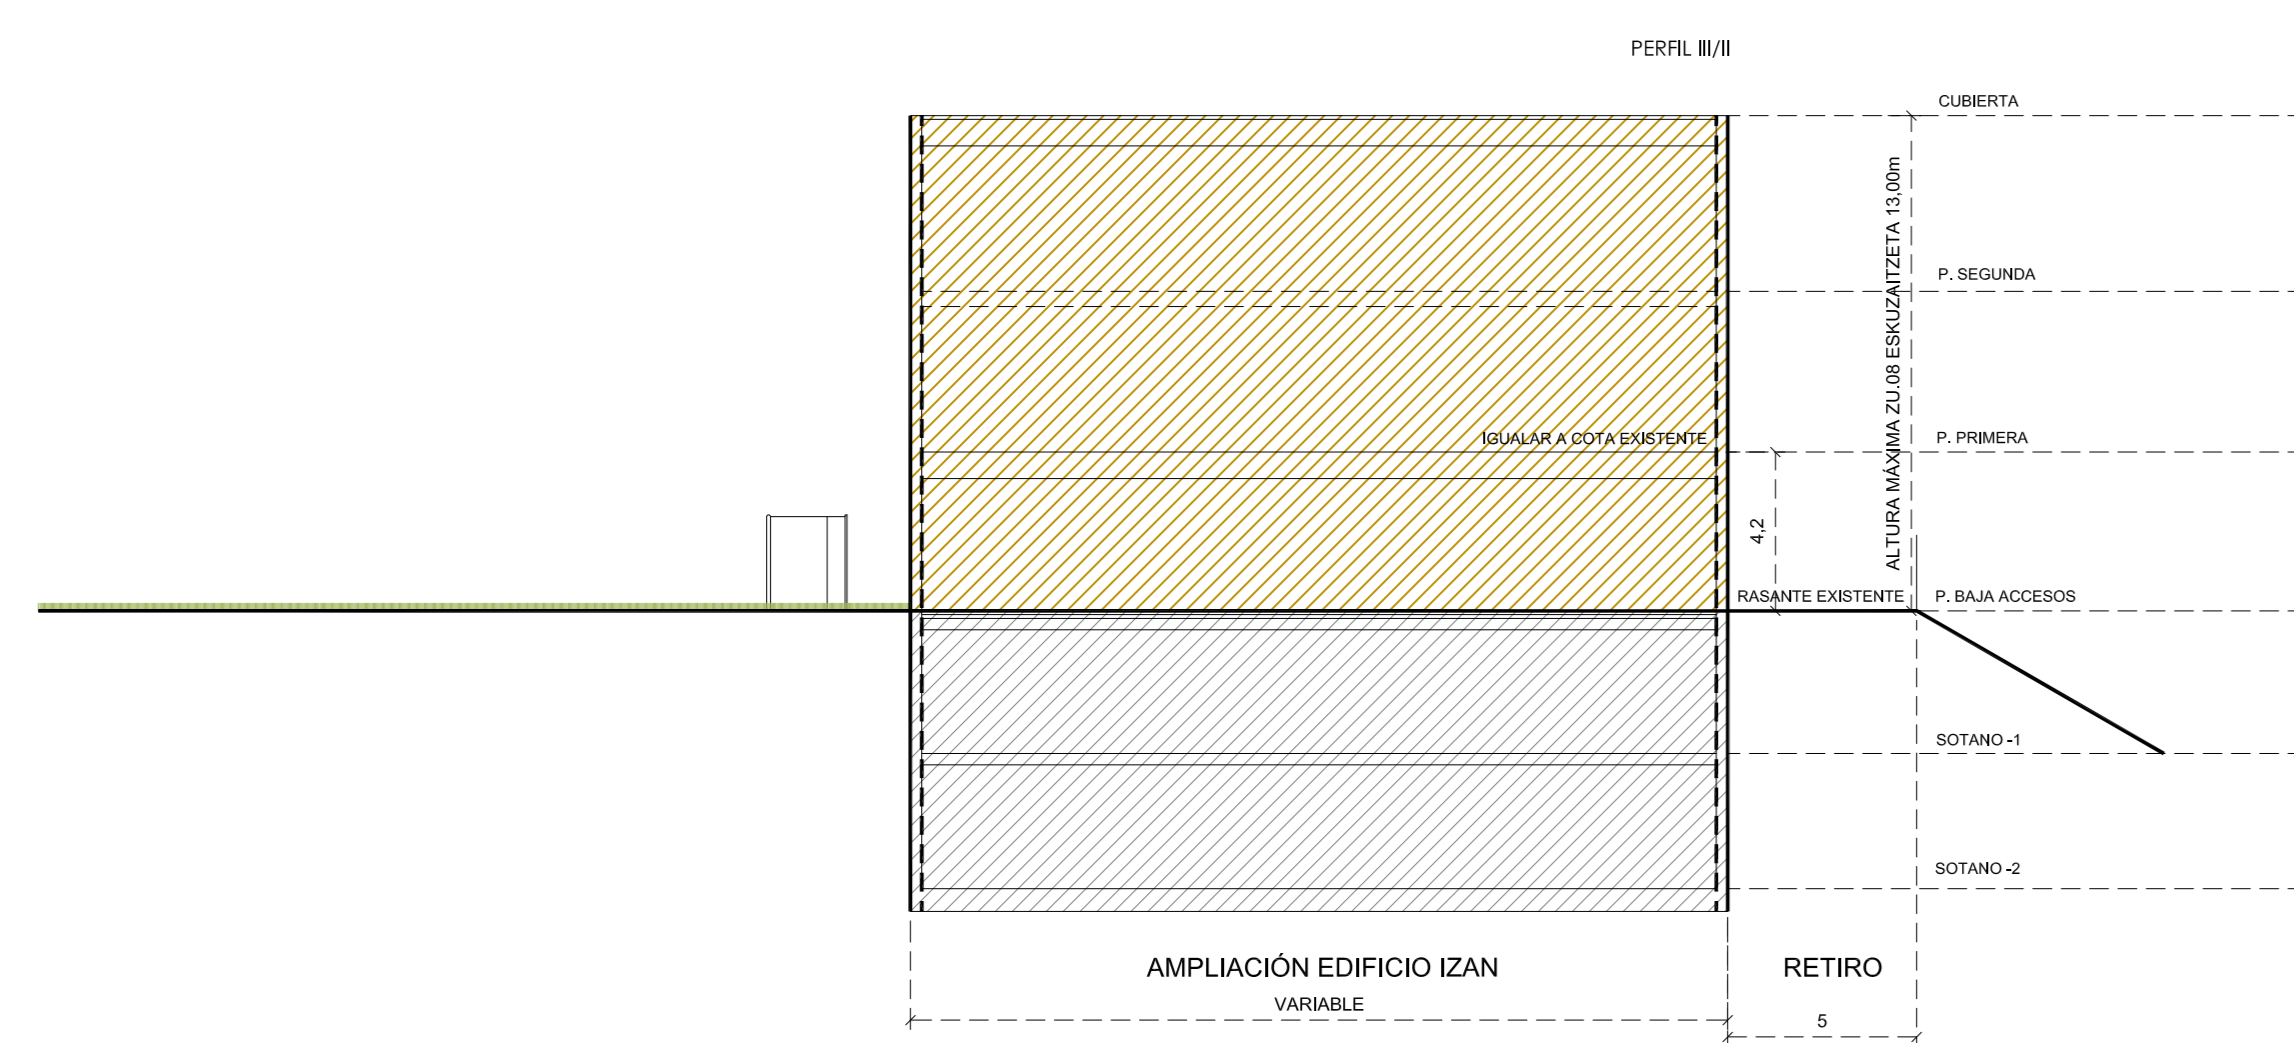 PERFIL III/II
CUBIERTA
ALTURA MÁXIMA ZU.08 ESKUZAITZETA 13,00m
P. SEGUNDA
IGUALAR A COTA EXISTENTE
P. PRIMERA
4,2
RASANTE EXISTENTE
P. BAJA ACCESOS
SOTANO -1
SOTANO -2
AMPLIACIÓN EDIFICIO IZAN
RETIRO
VARIABLE
5